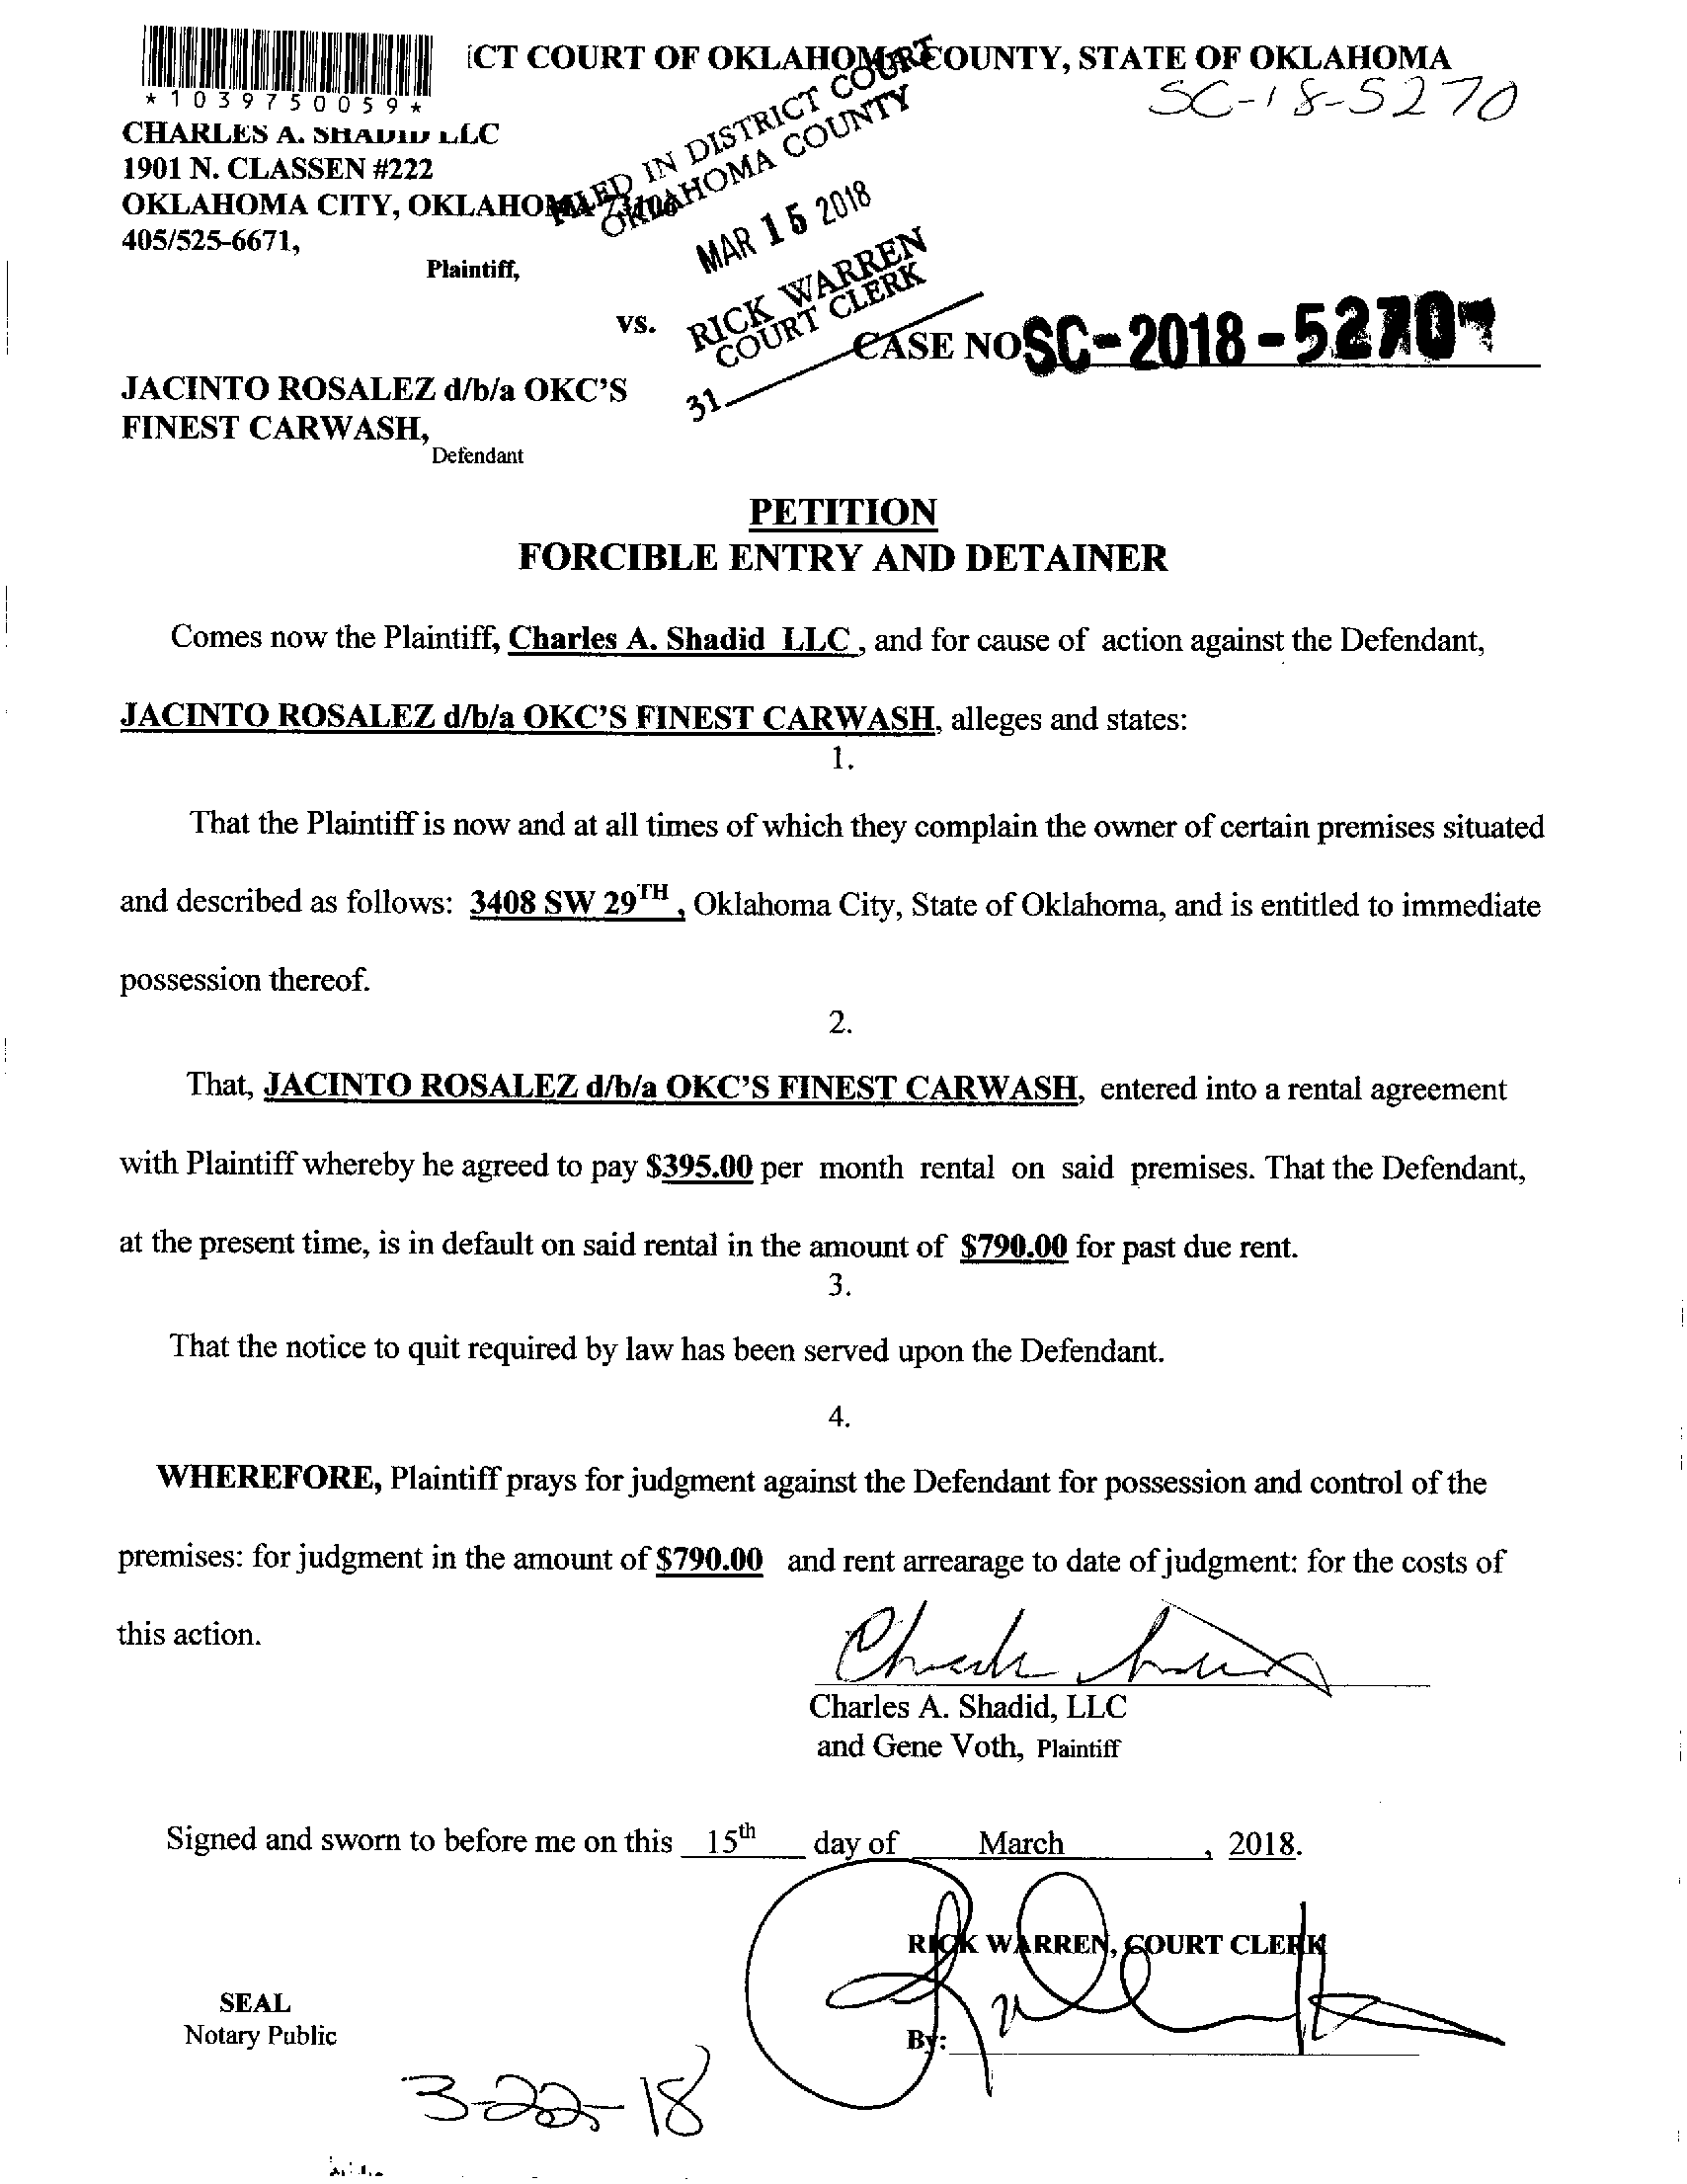 ICT COURT OF OKLAHOMA COUNTY, STATE OF OKLAHOMA
*1039750059*
SC-18-5270
CHARLES A. SHADID LLC
1901 N. CLASSEN #222
OKLAHOMA CITY, OKLAHOMA 73106
405/525-6671,
Plaintiff,
FILED IN DISTRICT COURT
OKLAHOMA COUNTY
MAR 15 2018
RICK WARREN
COURT CLERK
31
vs.
CASE NO SC-2018-5270
JACINTO ROSALEZ d/b/a OKC'S
FINEST CARWASH,
Defendant
PETITION
FORCIBLE ENTRY AND DETAINER
Comes now the Plaintiff, Charles A. Shadid LLC , and for cause of action against the Defendant,
JACINTO ROSALEZ d/b/a OKC'S FINEST CARWASH, alleges and states:
1.
That the Plaintiff is now and at all times of which they complain the owner of certain premises situated
and described as follows: 3408 SW 29TH , Oklahoma City, State of Oklahoma, and is entitled to immediate
possession thereof.
2.
That, JACINTO ROSALEZ d/b/a OKC'S FINEST CARWASH, entered into a rental agreement
with Plaintiff whereby he agreed to pay $395.00 per month rental on said premises. That the Defendant,
at the present time, is in default on said rental in the amount of $790.00 for past due rent.
3.
That the notice to quit required by law has been served upon the Defendant.
4.
WHEREFORE, Plaintiff prays for judgment against the Defendant for possession and control of the
premises: for judgment in the amount of $790.00 and rent arrearage to date of judgment: for the costs of
this action.
Charles A. Shadid, LLC
and Gene Voth, Plaintiff
Signed and sworn to before me on this 15th day of March , 2018.
RICK WARREN, COURT CLERK
SEAL
Notary Public
By:
3-22-18